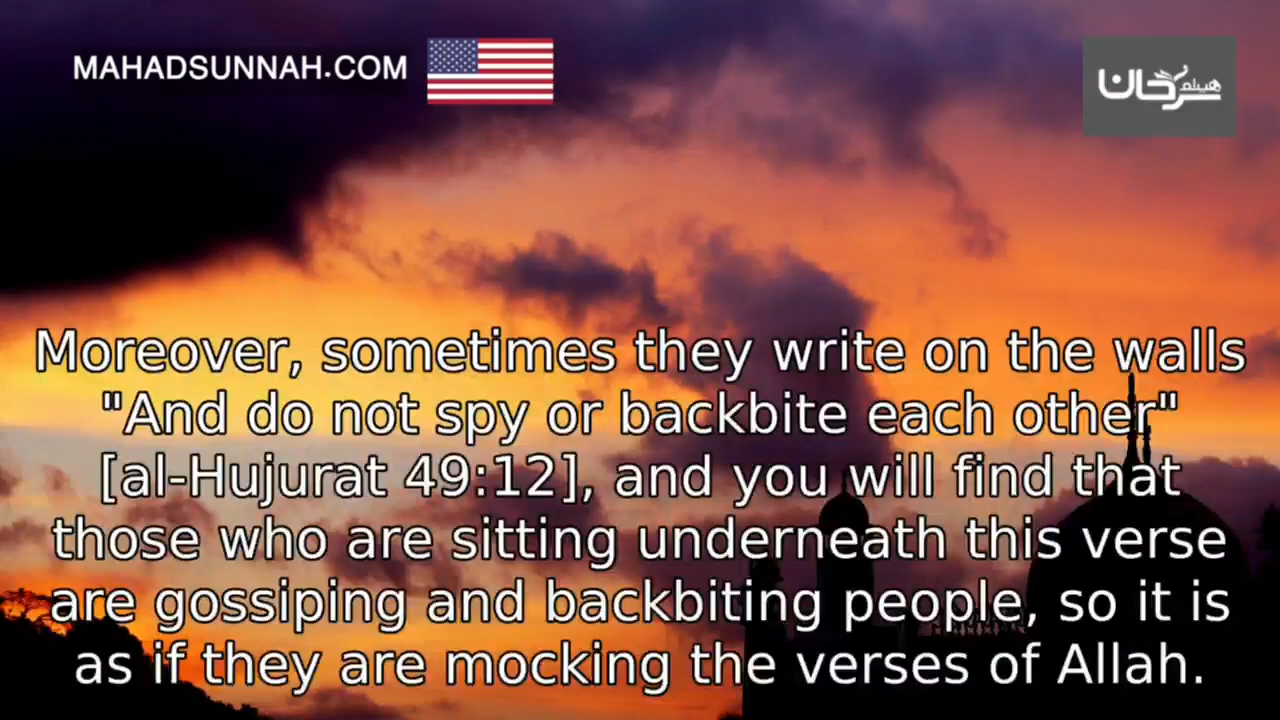 MAHADSUNNAH.COM
هيثم
سرحان
Moreover, sometimes they write on the walls
"And do not spy or backbite each other"
[al-Hujurat 49:12], and you will find that
those who are sitting underneath this verse
are gossiping and backbiting people, so it is
as if they are mocking the verses of Allah.